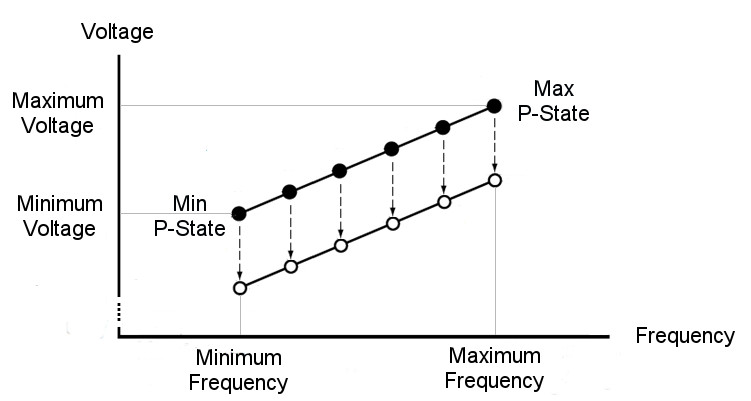 Voltage
Maximum
Voltage
Max
P-State
Minimum
Voltage
Min
P-State
Frequency
Minimum
Frequency
Maximum
Frequency